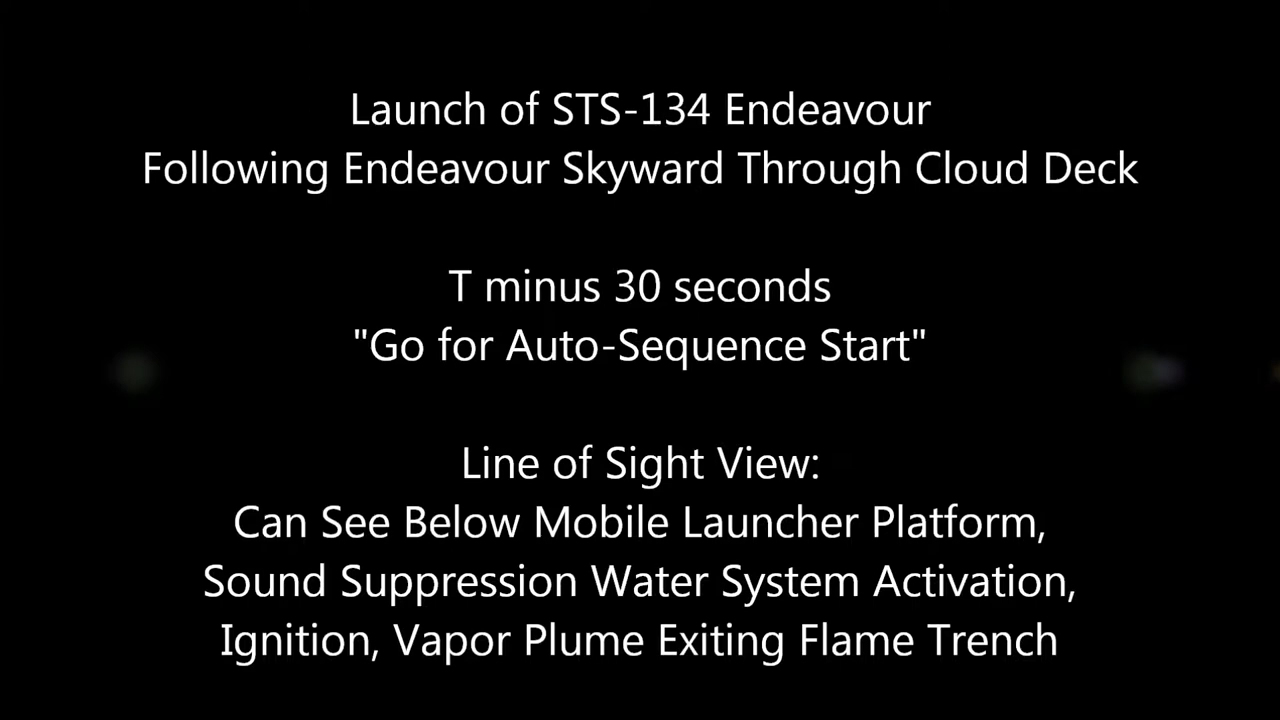 Launch of STS-134 Endeavour
Following Endeavour Skyward Through Cloud Deck
T minus 30 seconds
"Go for Auto-Sequence Start"
Line of Sight View:
Can See Below Mobile Launcher Platform,
Sound Suppression Water System Activation,
Ignition, Vapor Plume Exiting Flame Trench